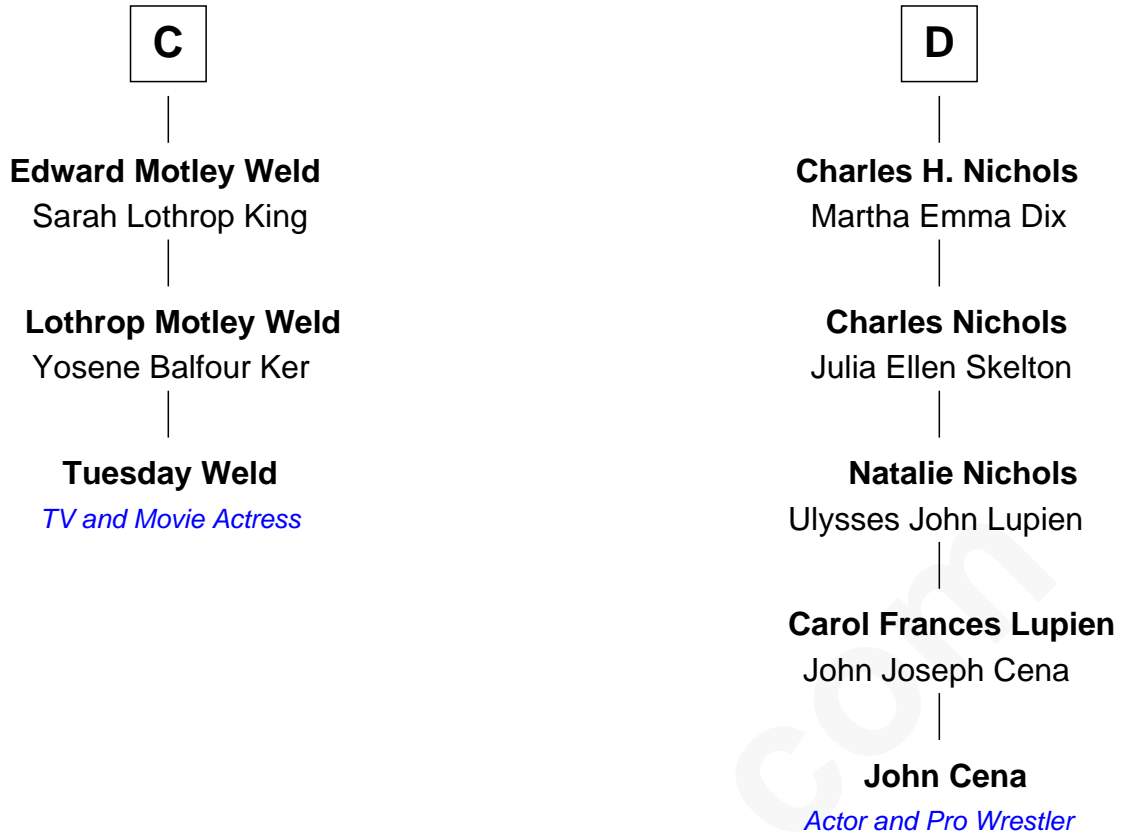 C
Edward Motley Weld
Sarah Lothrop King
Lothrop Motley Weld
Yosene Balfour Ker
Tuesday Weld
TV and Movie Actress
D
Charles H. Nichols
Martha Emma Dix
Charles Nichols
Julia Ellen Skelton
Natalie Nichols
Ulysses John Lupien
Carol Frances Lupien
John Joseph Cena
John Cena
Actor and Pro Wrestler
com